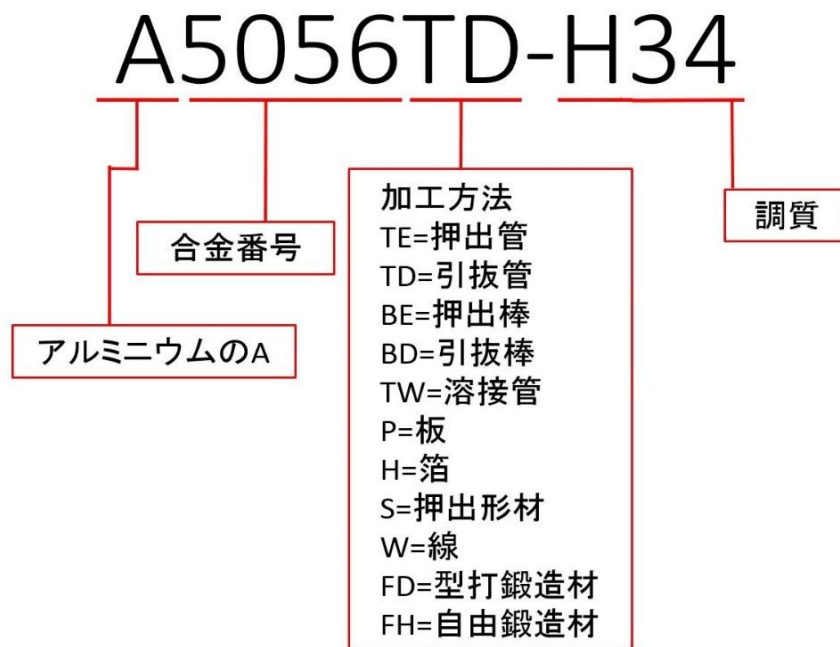 A5056TD-H34
加工方法
TE=押出管
TD=引抜管
BE=押出棒
BD=引抜棒
TW=溶接管
P=板
H=箔
S=押出形材
W=線
FD=型打鍛造材
FH=自由鍛造材
調質
合金番号
アルミニウムのA